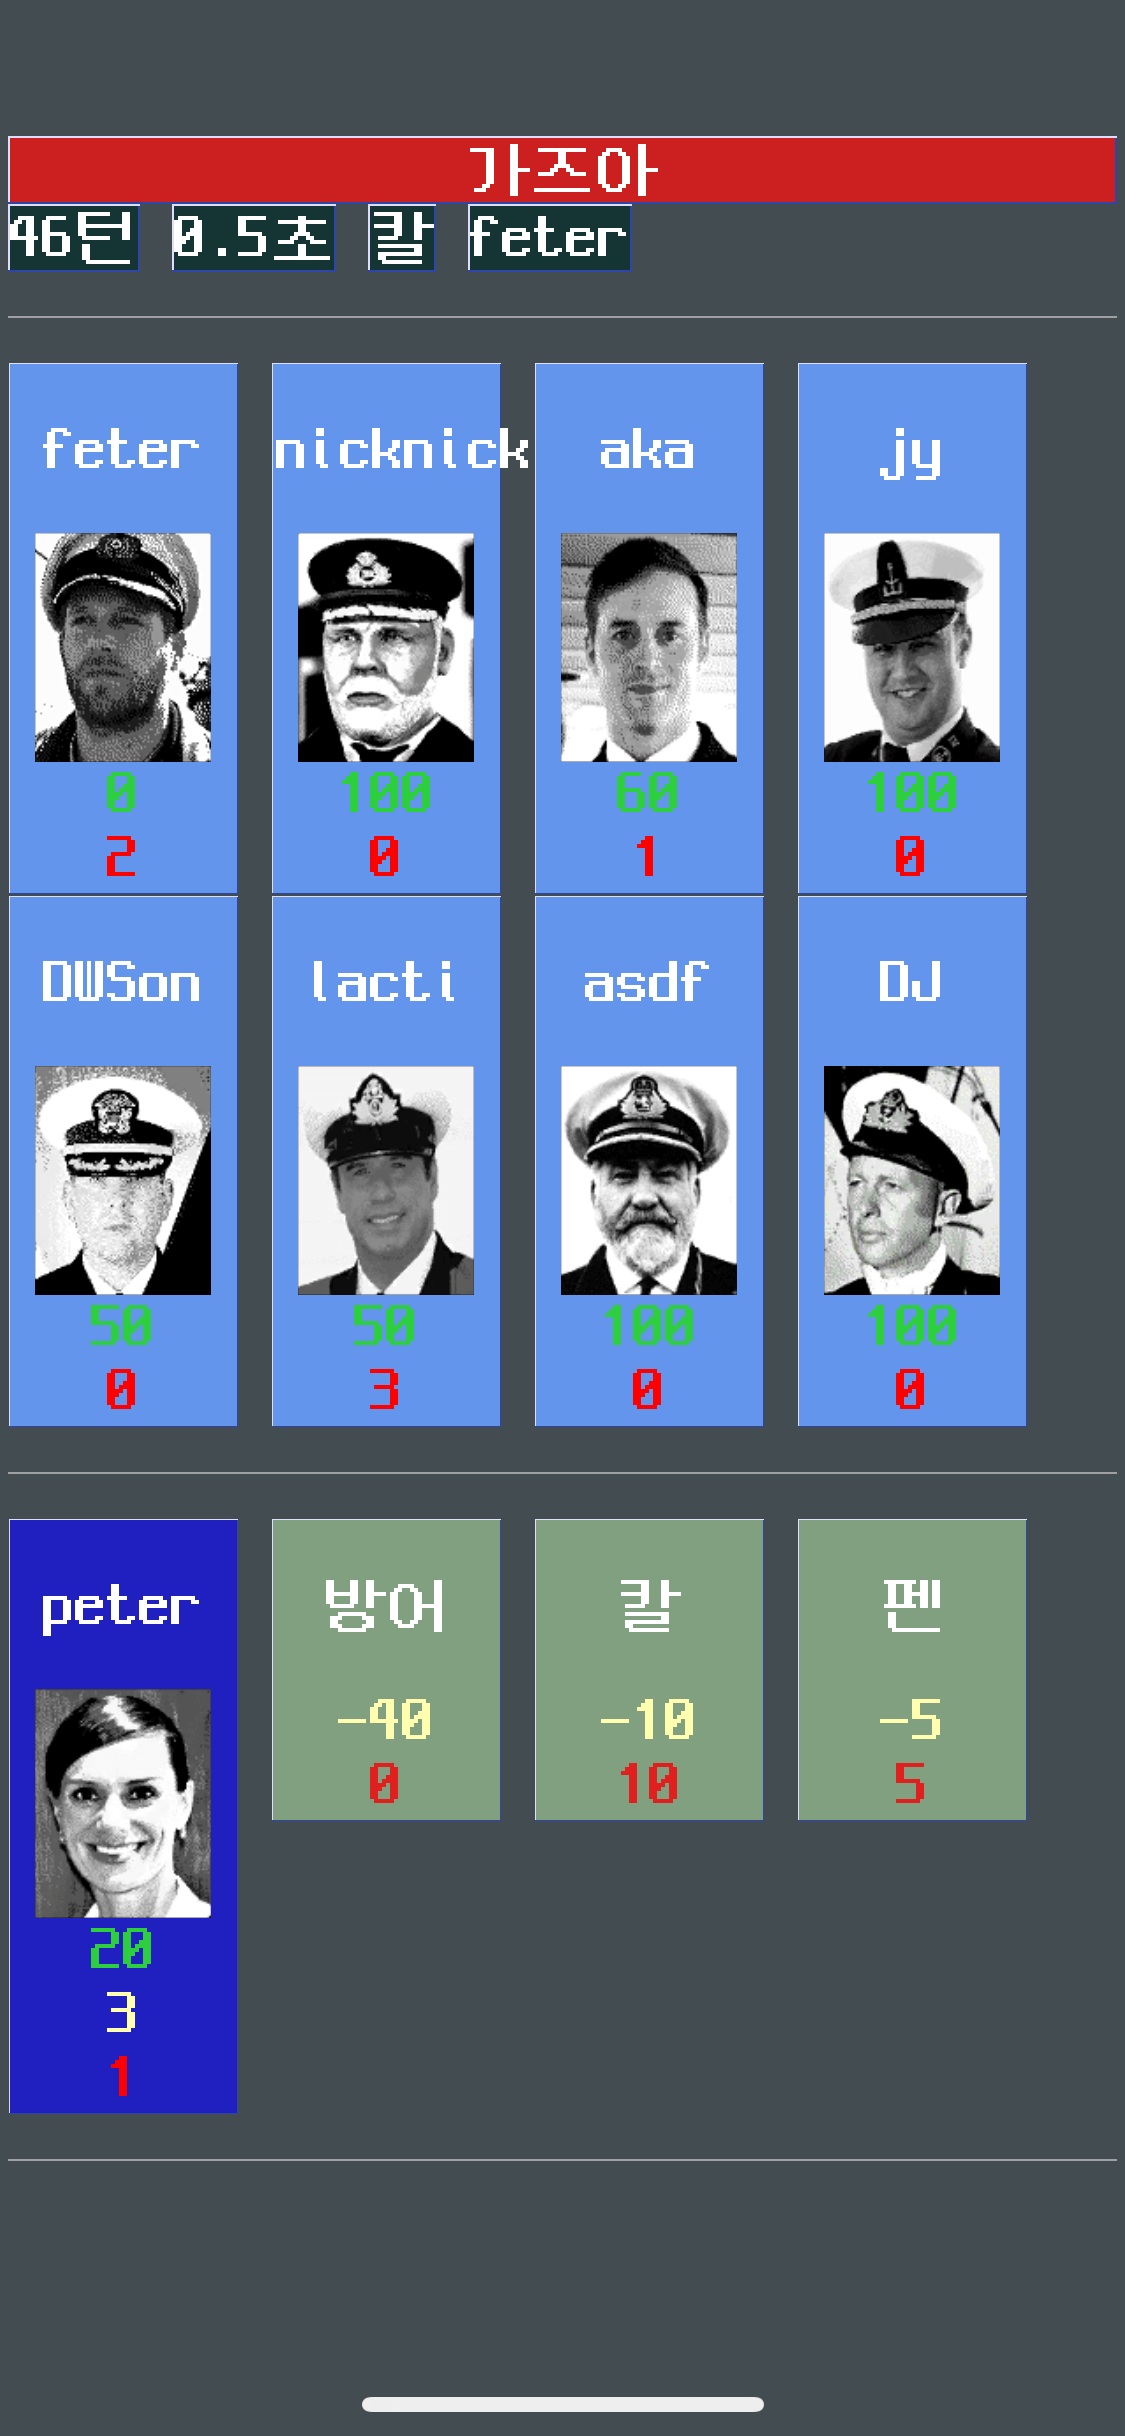 가즈아
46턴 0.5초 칼 feter
feter nicknick aka jy
0 100 60 100
2 0 1 0
DWSon lacti asdf DJ
50 50 100 100
0 3 0 0
peter 방어 칼 펜
-40 -10 -5
0 10 5
20
3
1